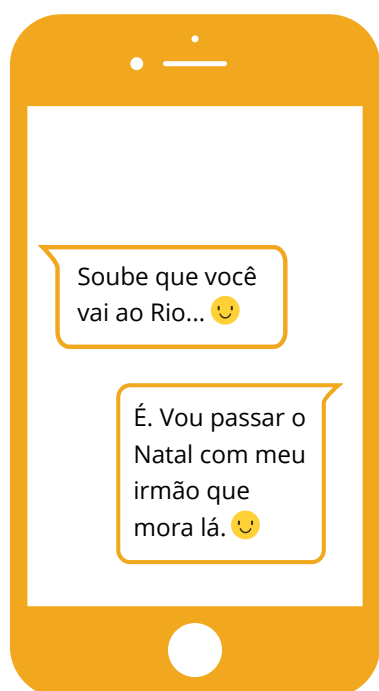 Soube que você
vai ao Rio... 🙂
É. Vou passar o
Natal com meu
irmão que
mora lá. 🙂